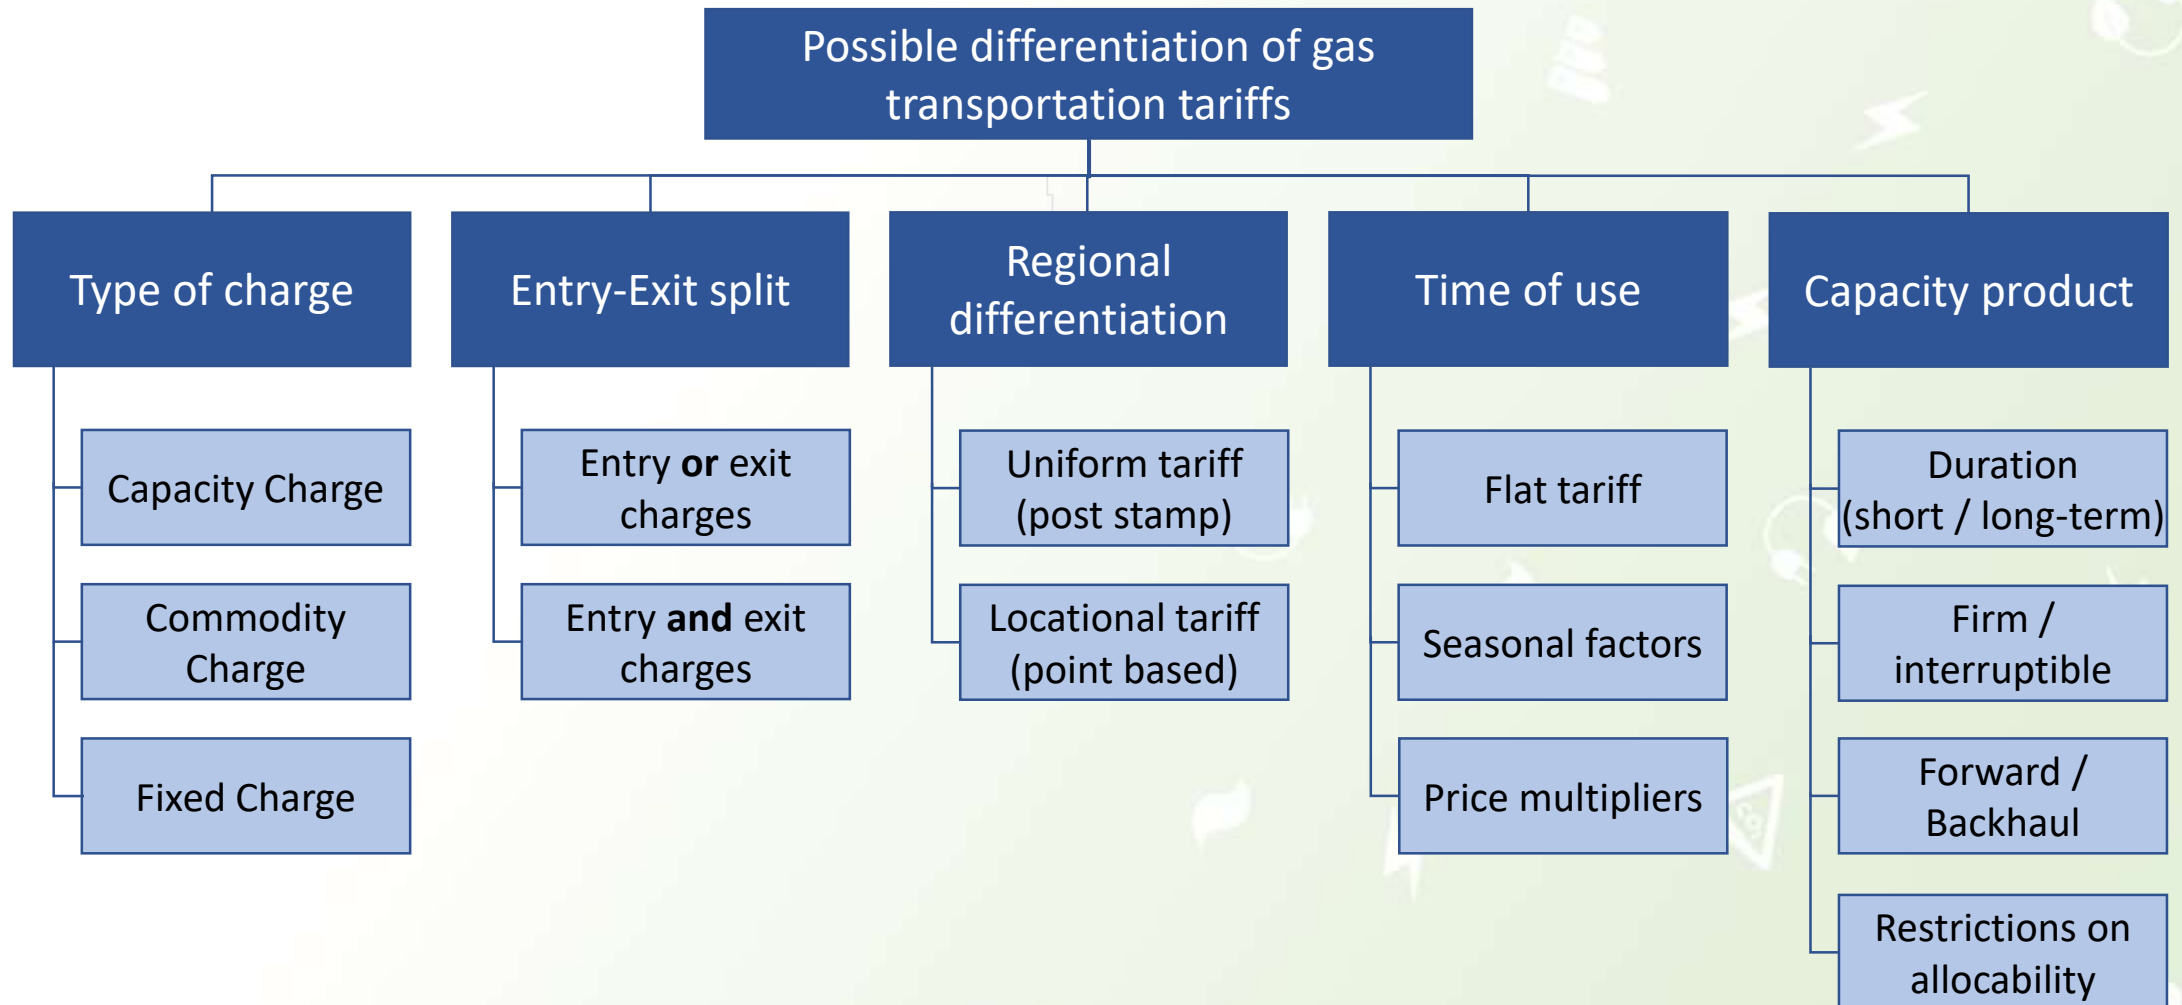 Possible differentiation of gas
transportation tariffs
Type of charge
Capacity Charge
Commodity
Charge
Fixed Charge
Entry-Exit split
Entry or exit
charges
Entry and exit
charges
Regional
differentiation
Uniform tariff
(post stamp)
Locational tariff
(point based)
Time of use
Flat tariff
Seasonal factors
Price multipliers
Capacity product
Duration
(short / long-term)
Firm /
interruptible
Forward /
Backhaul
Restrictions on
allocability